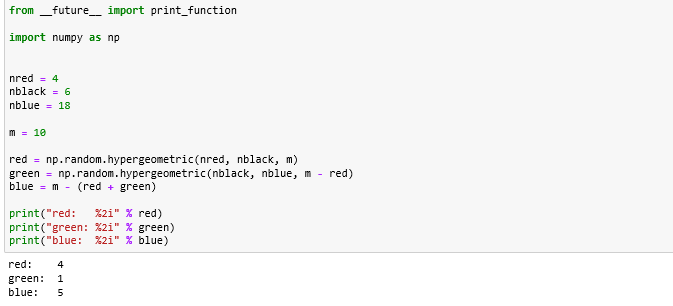 from __future__ import print_function
import numpy as np
nred = 4
nblack = 6
nblue = 18
m = 10
red = np.random.hypergeometric(nred, nblack, m)
green = np.random.hypergeometric(nblack, nblue, m - red)
blue = m - (red + green)
print("red:   %2i" % red)
print("green: %2i" % green)
print("blue:  %2i" % blue)
red:    4
green:  1
blue:   5